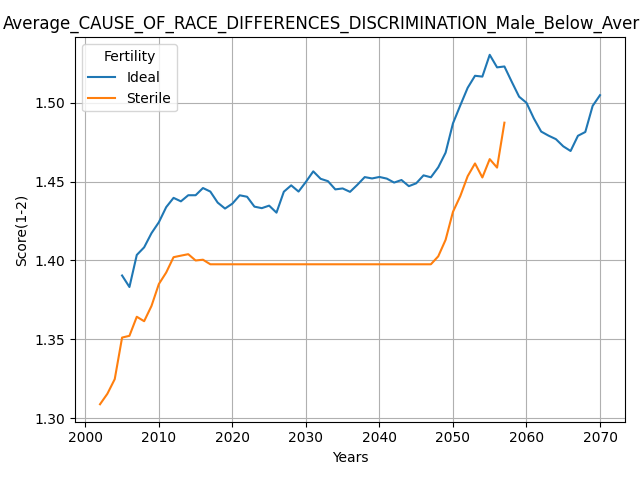 Average_CAUSE_OF_RACE_DIFFERENCES_DISCRIMINATION_Male_Below_Aver
Fertility
Ideal
Sterile
Score(1-2)
1.50
1.45
1.40
1.35
1.30
2000 2010 2020 2030 2040 2050 2060 2070
Years